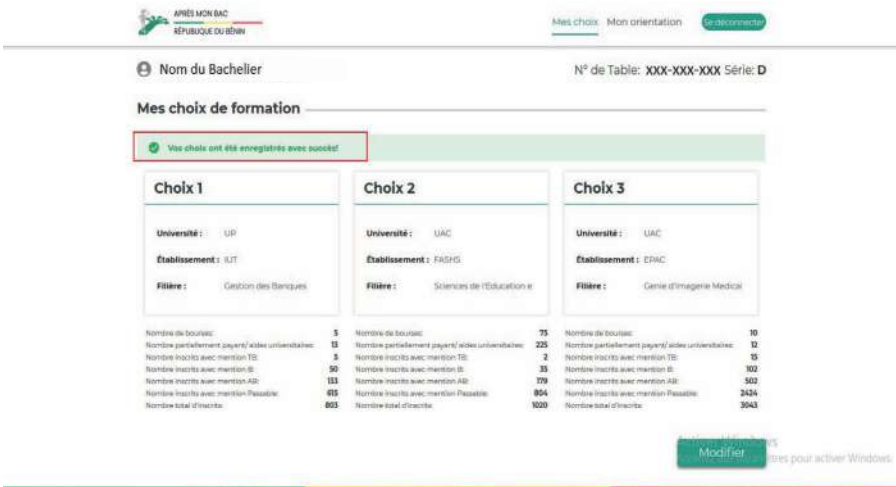 APRÈS MON BAC
RÉPUBLIQUE DU BÉNIN
Mes choix Mon orientation Se déconnecter
Nom du Bachelier
N° de Table: XXX-XXX-XXX Série: D
Mes choix de formation
Vos choix ont été enregistrés avec succès!
Choix 1
Université : UP
Établissement : IUT
Filière : Gestion des Banques
Nombre de bourses: 5
Nombre partiellement payant/ aides universitaires: 13
Nombre inscrits avec mention TB: 5
Nombre inscrits avec mention B: 50
Nombre inscrits avec mention AB: 133
Nombre inscrits avec mention Passable: 615
Nombre total d'inscrits: 803
Choix 2
Université : UAC
Établissement : FASHS
Filière : Sciences de l'Education e
Nombre de bourses: 75
Nombre partiellement payant/ aides universitaires: 225
Nombre inscrits avec mention TB: 2
Nombre inscrits avec mention B: 35
Nombre inscrits avec mention AB: 179
Nombre inscrits avec mention Passable: 804
Nombre total d'inscrits: 1020
Choix 3
Université : UAC
Établissement : EPAC
Filière : Genie d'Imagerie Medical
Nombre de bourses: 10
Nombre partiellement payant/ aides universitaires: 12
Nombre inscrits avec mention TB: 15
Nombre inscrits avec mention B: 102
Nombre inscrits avec mention AB: 502
Nombre inscrits avec mention Passable: 2424
Nombre total d'inscrits: 3043
Activer Windows
Modifier
pour activer Windows.